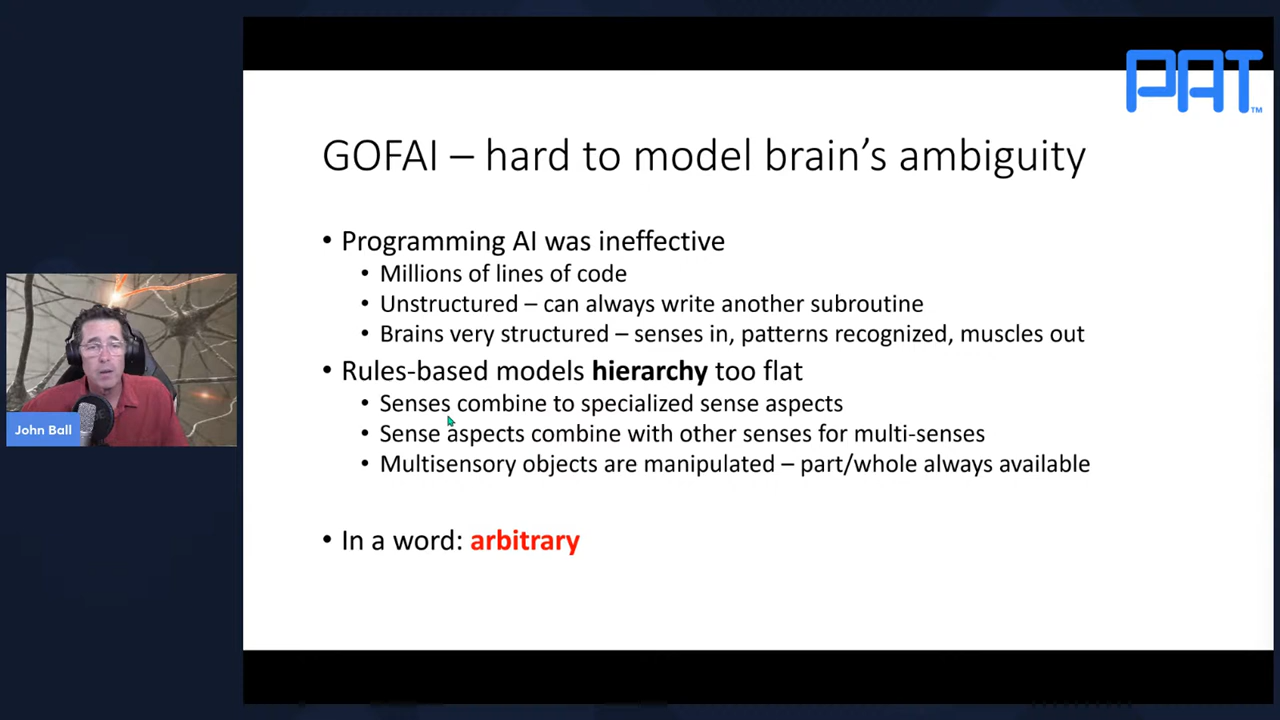 PAT™
GOFAI – hard to model brain's ambiguity
• Programming AI was ineffective
• Millions of lines of code
• Unstructured – can always write another subroutine
• Brains very structured – senses in, patterns recognized, muscles out
• Rules-based models hierarchy too flat
• Senses combine to specialized sense aspects
• Sense aspects combine with other senses for multi-senses
• Multisensory objects are manipulated – part/whole always available
• In a word: arbitrary
John Ball